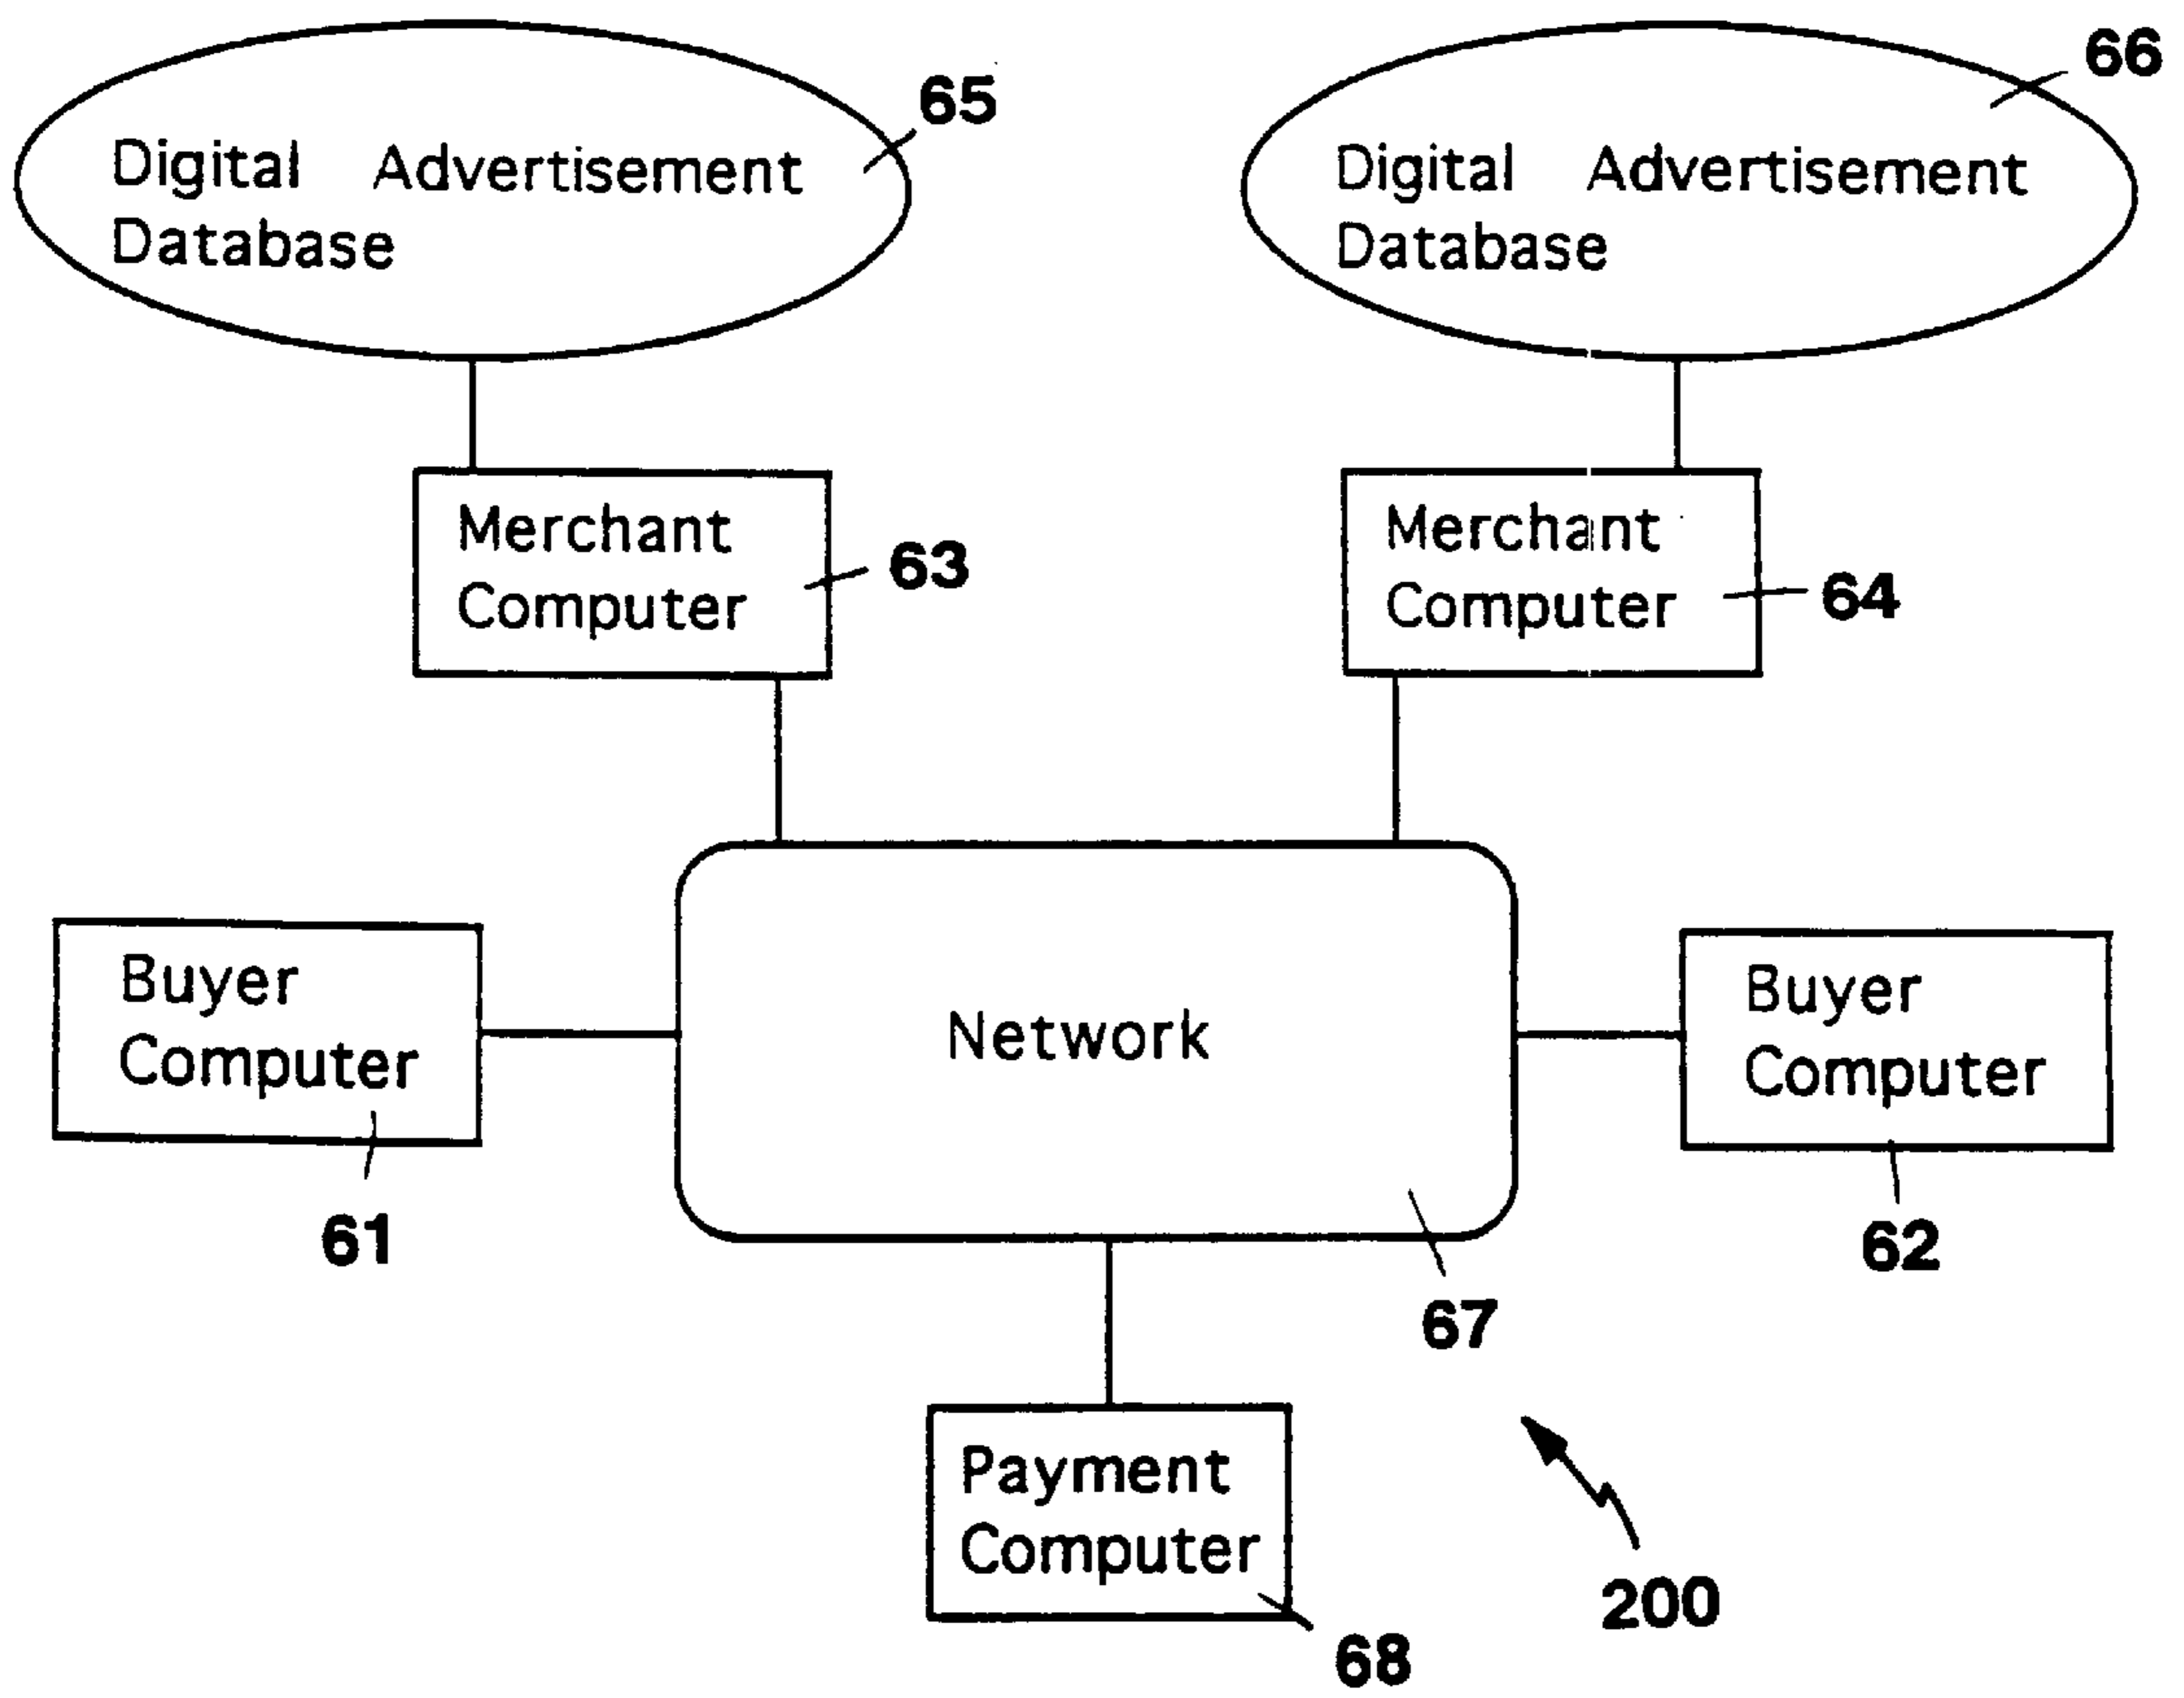 65
Digital Advertisement
Database
66
Digital Advertisement
Database
Merchant
Computer
63
Merchant
Computer
64
Buyer
Computer
61
Network
67
Buyer
Computer
62
Payment
Computer
68
200